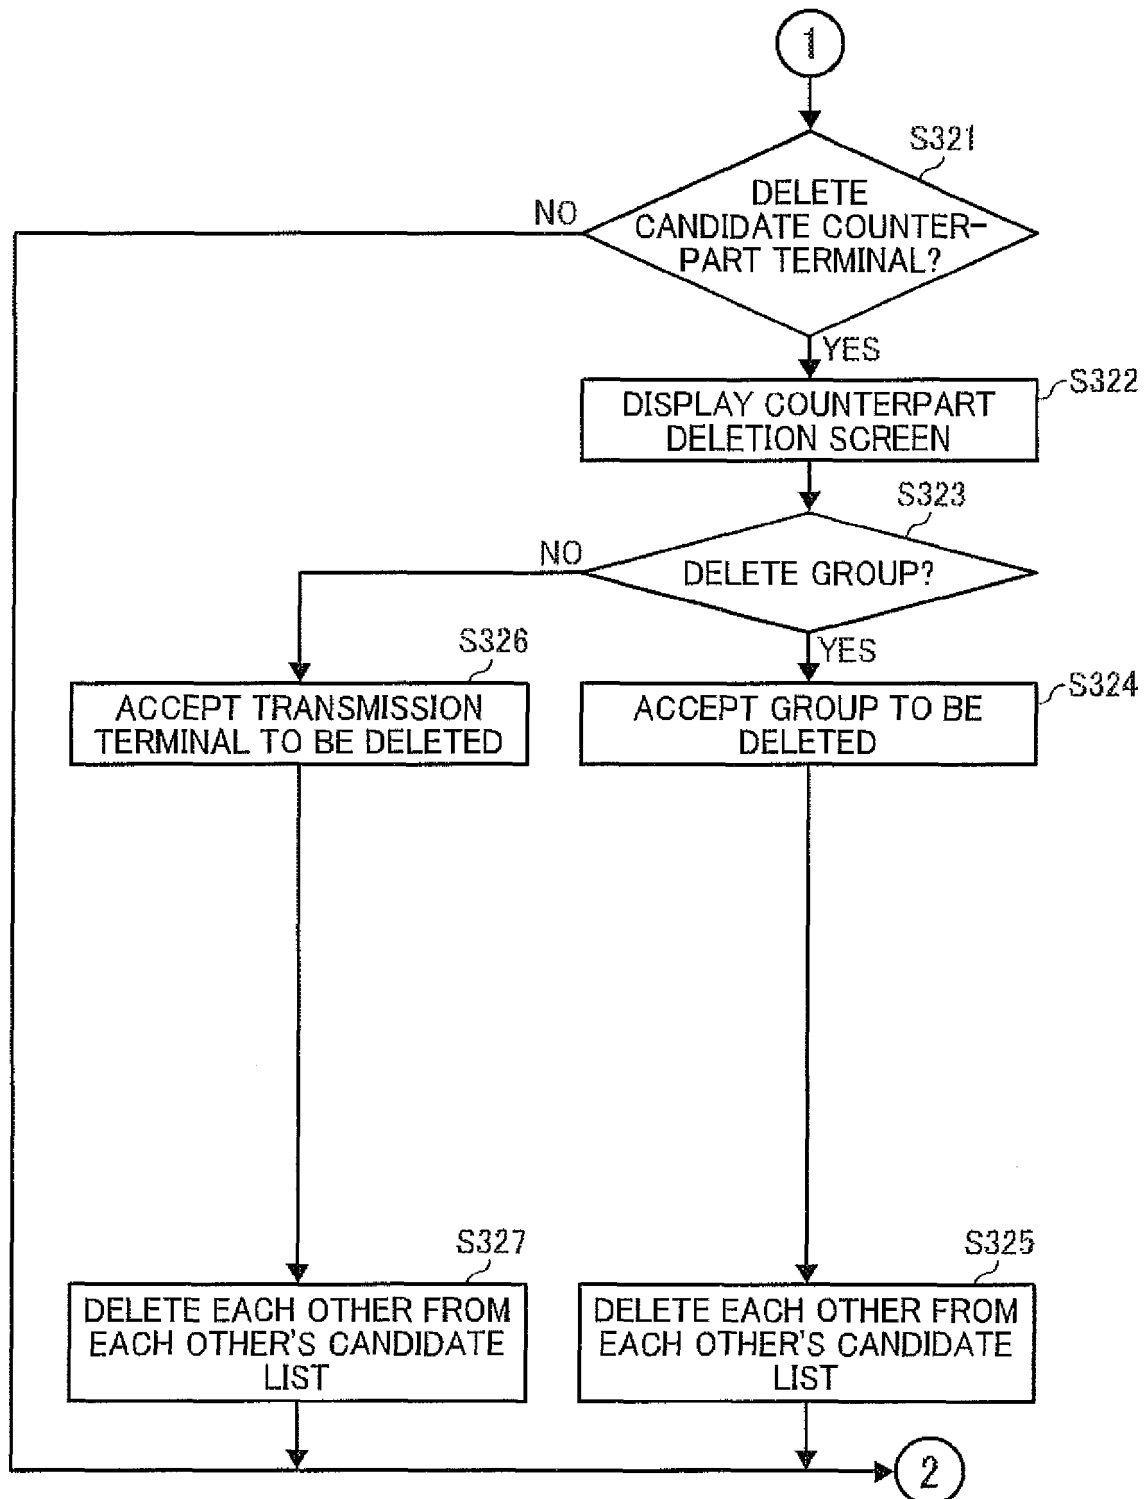 1
S321
DELETE
CANDIDATE COUNTER-
PART TERMINAL?
NO
YES
S322
DISPLAY COUNTERPART
DELETION SCREEN
S323
NO
DELETE GROUP?
YES
S326
S324
ACCEPT TRANSMISSION
TERMINAL TO BE DELETED
ACCEPT GROUP TO BE
DELETED
S327
S325
DELETE EACH OTHER FROM
EACH OTHER'S CANDIDATE
LIST
DELETE EACH OTHER FROM
EACH OTHER'S CANDIDATE
LIST
2